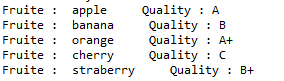 Fruite :  apple     Quality : A
Fruite :  banana     Quality : B
Fruite :  orange     Quality : A+
Fruite :  cherry     Quality : C
Fruite :  straberry     Quality : B+